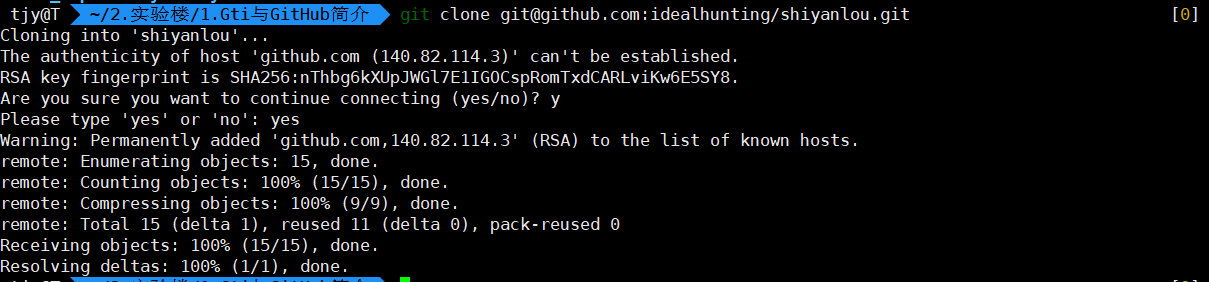 tjy@T ~/2.实验楼/1.Gti与GitHub简介 git clone git@github.com:idealhunting/shiyanlou.git [0]
Cloning into 'shiyanlou'...
The authenticity of host 'github.com (140.82.114.3)' can't be established.
RSA key fingerprint is SHA256:nThbg6kXUpJWGl7E1IGOCspRomTxdCARLviKw6E5SY8.
Are you sure you want to continue connecting (yes/no)? y
Please type 'yes' or 'no': yes
Warning: Permanently added 'github.com,140.82.114.3' (RSA) to the list of known hosts.
remote: Enumerating objects: 15, done.
remote: Counting objects: 100% (15/15), done.
remote: Compressing objects: 100% (9/9), done.
remote: Total 15 (delta 1), reused 11 (delta 0), pack-reused 0
Receiving objects: 100% (15/15), done.
Resolving deltas: 100% (1/1), done.